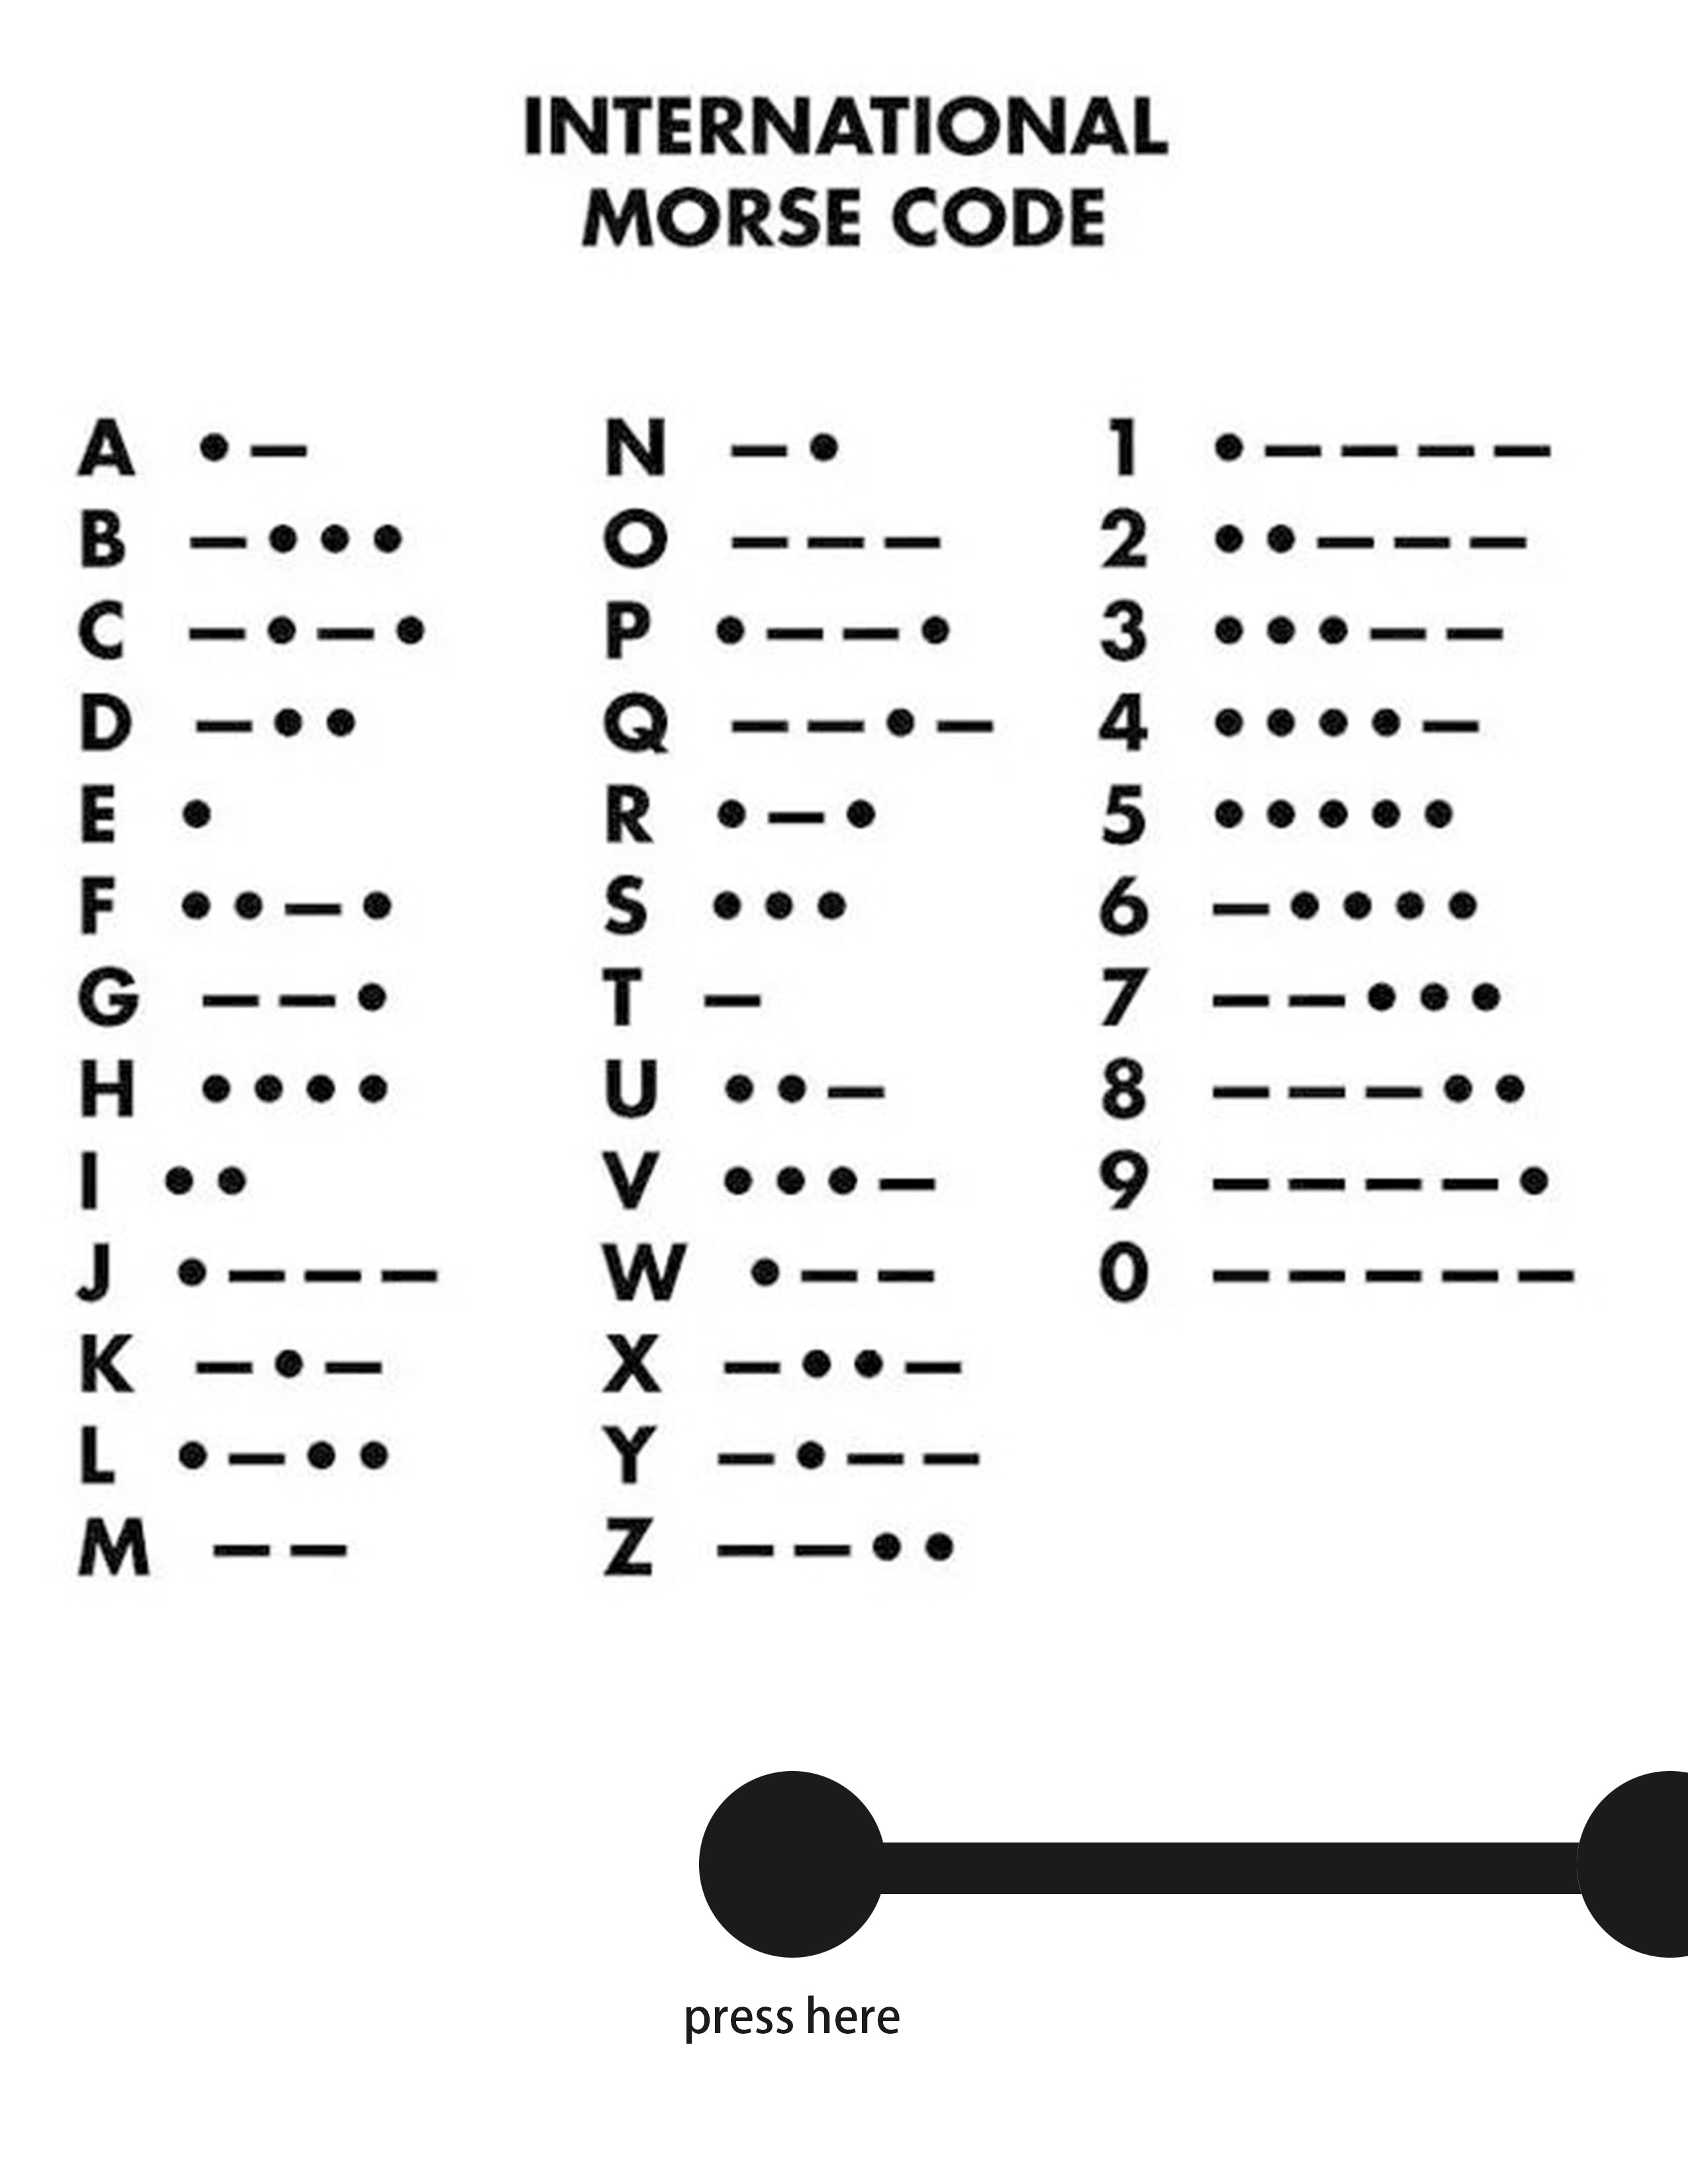 INTERNATIONAL
MORSE CODE
A •—
B —•••
C —•—•
D —••
E •
F ••—•
G ——•
H ••••
I ••
J •———
K —•—
L •—••
M ——
N —•
O ———
P •——•
Q ——•—
R •—•
S •••
T —
U ••—
V •••—
W •——
X —••—
Y —•——
Z ——••
1 •————
2 ••———
3 •••——
4 ••••—
5 •••••
6 —••••
7 ——•••
8 ———••
9 ————•
0 —————
press here